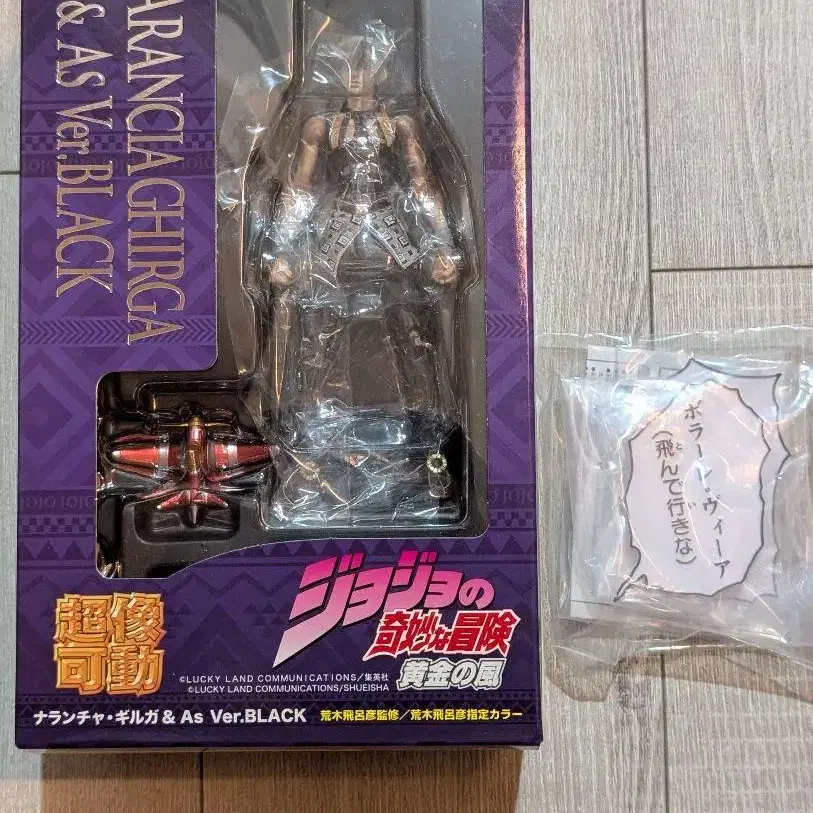 ARANCIA GHIRGA
& AS Ver.BLACK
超像
可動
ジョジョの
奇妙な冒険
黄金の風
©LUCKY LAND COMMUNICATIONS/集英社
©LUCKY LAND COMMUNICATIONS/SHUEISHA
ナランチャ・ギルガ & As Ver.BLACK
荒木飛呂彦監修/荒木飛呂彦指定カラー
ボラーレ・ヴィーア
(飛んで行きな)